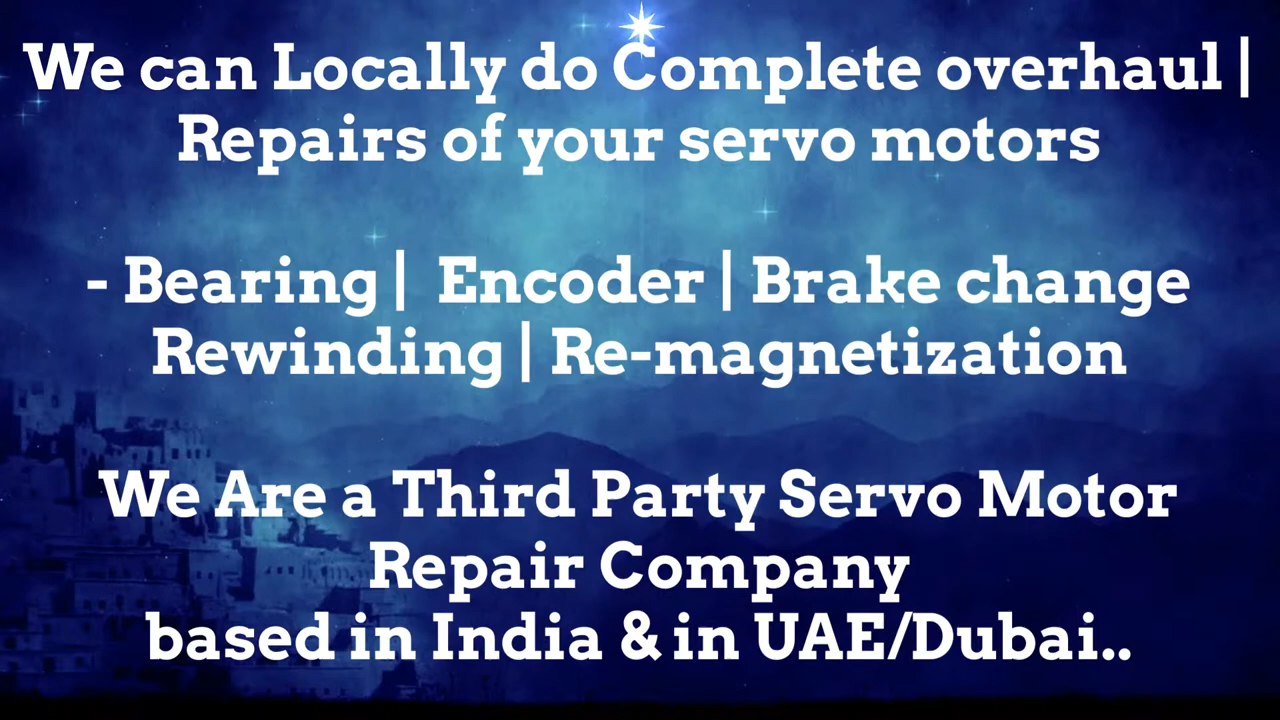 We can Locally do Complete overhaul |
Repairs of your servo motors
- Bearing | Encoder | Brake change
Rewinding | Re-magnetization
We Are a Third Party Servo Motor
Repair Company
based in India & in UAE/Dubai..